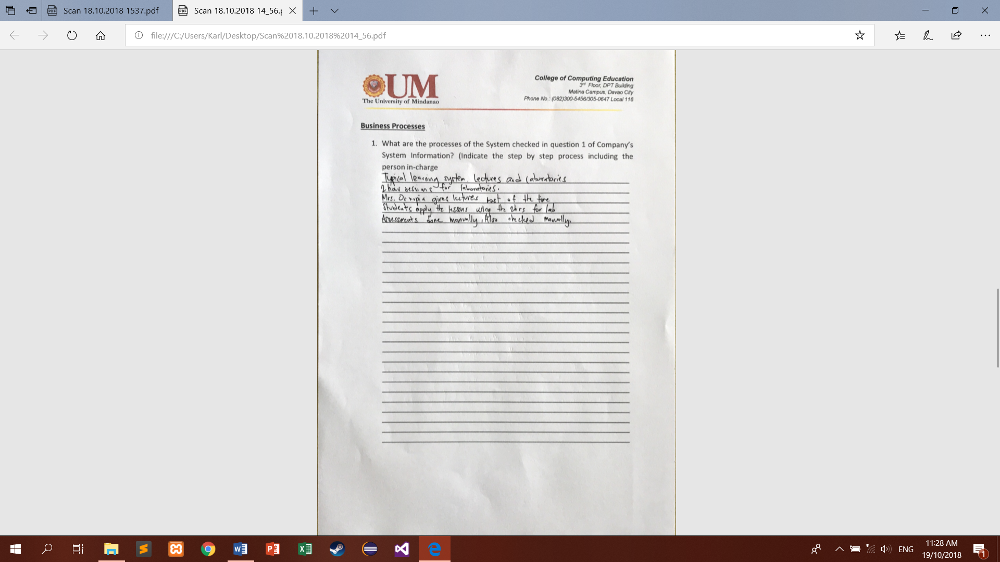 Scan 18.10.2018 1537.pdf
Scan 18.10.2018 14_56.p
file:///C:/Users/Karl/Desktop/Scan%2018.10.2018%2014_56.pdf
UM
The University of Mindanao
College of Computing Education
3rd Floor, DPT Building
Matina Campus, Davao City
Phone No.: (082)300-5456/305-0647 Local 116
Business Processes
1. What are the processes of the System checked in question 1 of Company's
System Information? (Indicate the step by step process including the
person in-charge
Typical learning system, lectures and laboratories
2 hour sessions for laboratories.
Mrs. gives lectures most of the time
Students apply the lessons using the 2hrs for lab
Assessments done manually, Also checked manually.
ENG
11:28 AM
19/10/2018
1